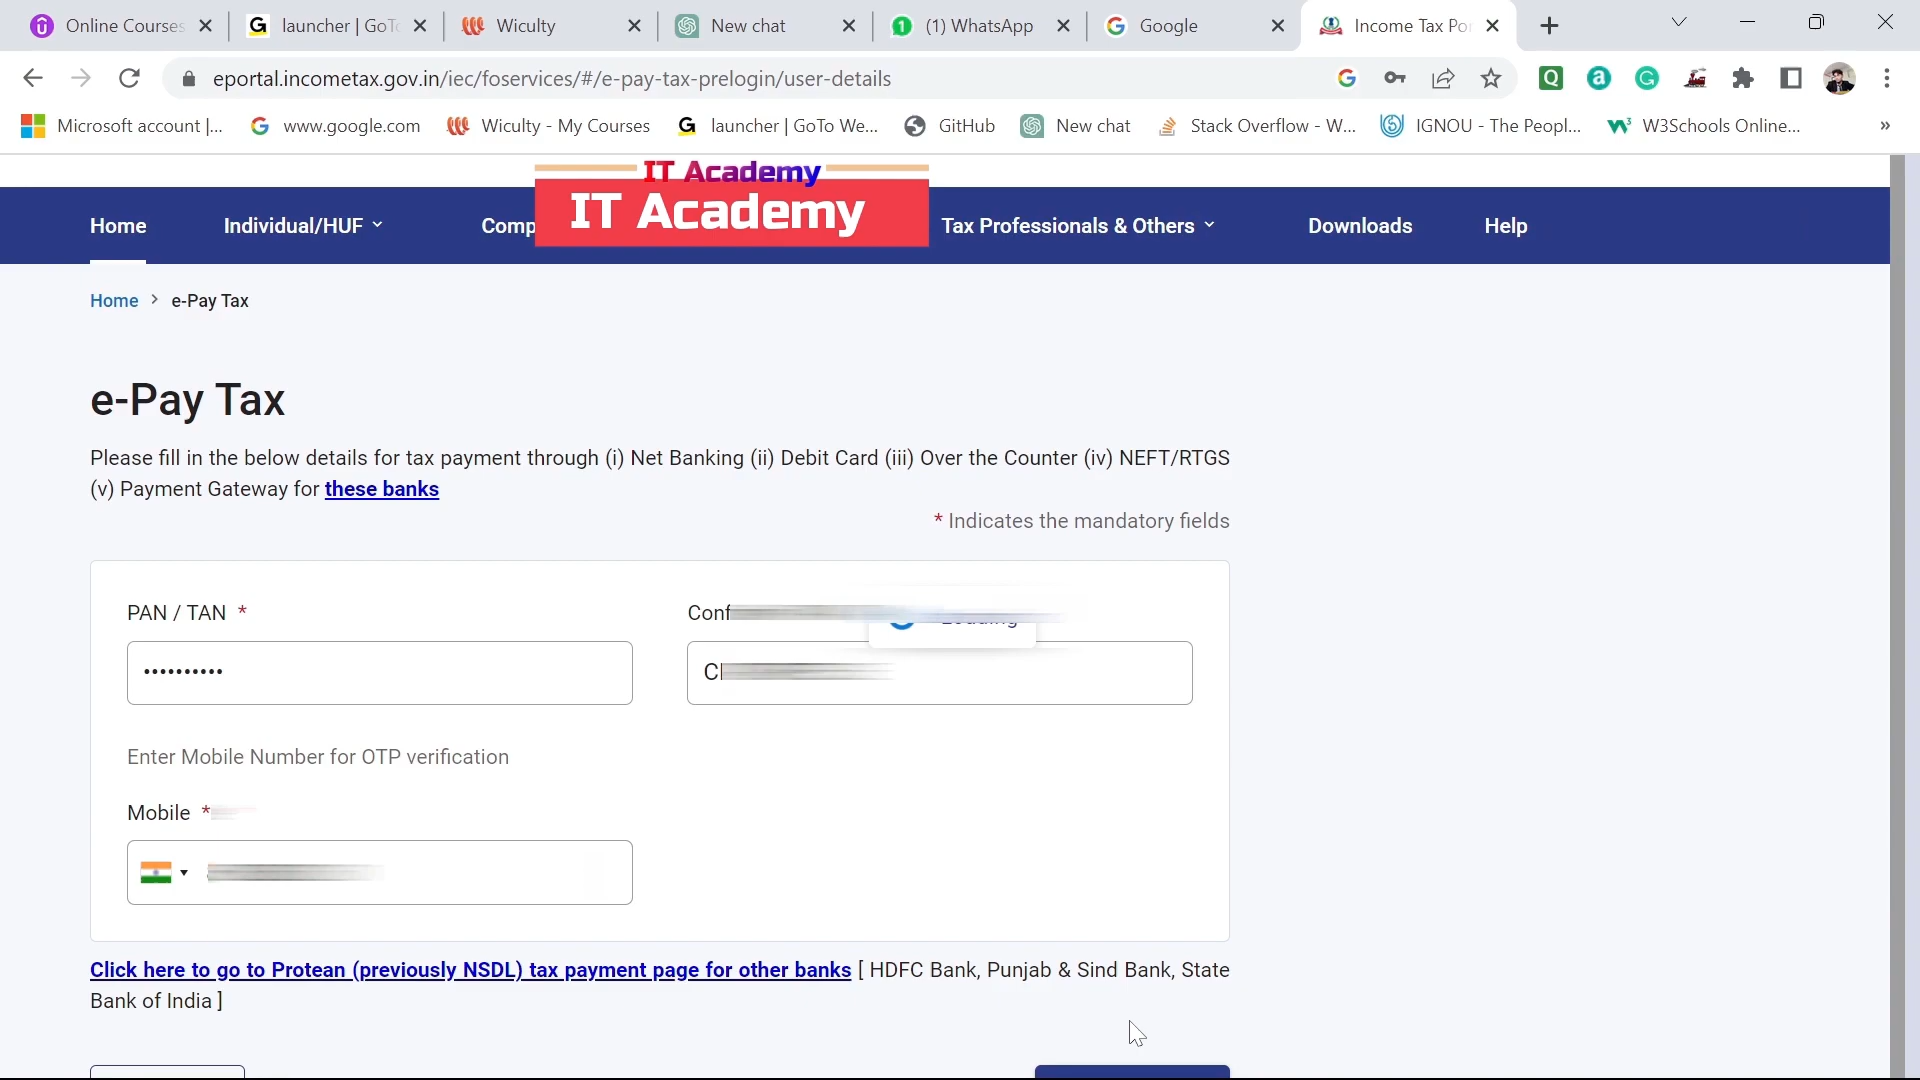 Online Courses
launcher | GoTo
Wiculty
New chat
(1) WhatsApp
Google
Income Tax Po
eportal.incometax.gov.in/iec/foservices/#/e-pay-tax-prelogin/user-details
Microsoft account |...
www.google.com
Wiculty - My Courses
launcher | GoTo We...
GitHub
New chat
Stack Overflow - W...
IGNOU - The Peopl...
W3Schools Online...
IT Academy
IT Academy
Home
Individual/HUF
Comp
Tax Professionals & Others
Downloads
Help
Home > e-Pay Tax
e-Pay Tax
Please fill in the below details for tax payment through (i) Net Banking (ii) Debit Card (iii) Over the Counter (iv) NEFT/RTGS
(v) Payment Gateway for these banks
* Indicates the mandatory fields
PAN / TAN *
Conf
••••••••••
C
Enter Mobile Number for OTP verification
Mobile *
Click here to go to Protean (previously NSDL) tax payment page for other banks [ HDFC Bank, Punjab & Sind Bank, State
Bank of India ]